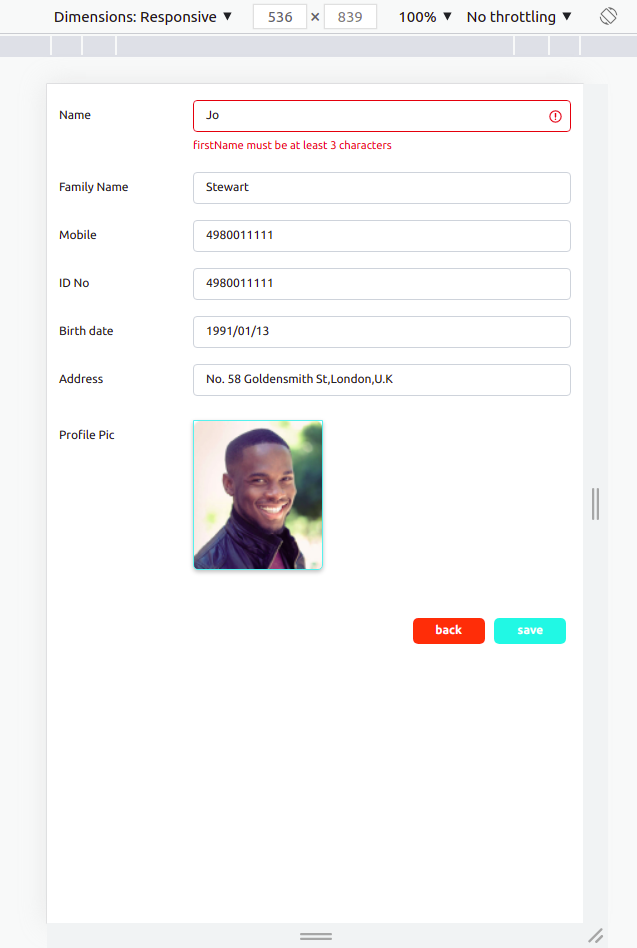 Dimensions: Responsive ▼ 536 × 839 100% ▼ No throttling ▼
Name Jo
firstName must be at least 3 characters
Family Name Stewart
Mobile 4980011111
ID No 4980011111
Birth date 1991/01/13
Address No. 58 Goldensmith St,London,U.K
Profile Pic
back save